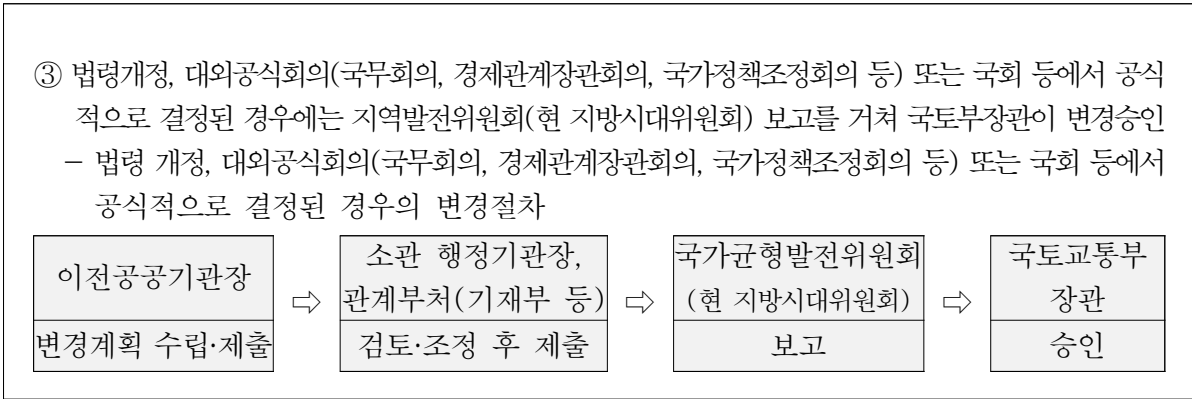 ③ 법령개정, 대외공식회의(국무회의, 경제관계장관회의, 국가정책조정회의 등) 또는 국회 등에서 공식
적으로 결정된 경우에는 지역발전위원회(현 지방시대위원회) 보고를 거쳐 국토부장관이 변경승인
- 법령 개정, 대외공식회의(국무회의, 경제관계장관회의, 국가정책조정회의 등) 또는 국회 등에서
공식적으로 결정된 경우의 변경절차
이전공공기관장
변경계획 수립·제출
⇨
소관 행정기관장,
관계부처(기재부 등)
검토·조정 후 제출
⇨
국가균형발전위원회
(현 지방시대위원회)
보고
⇨
국토교통부
장관
승인